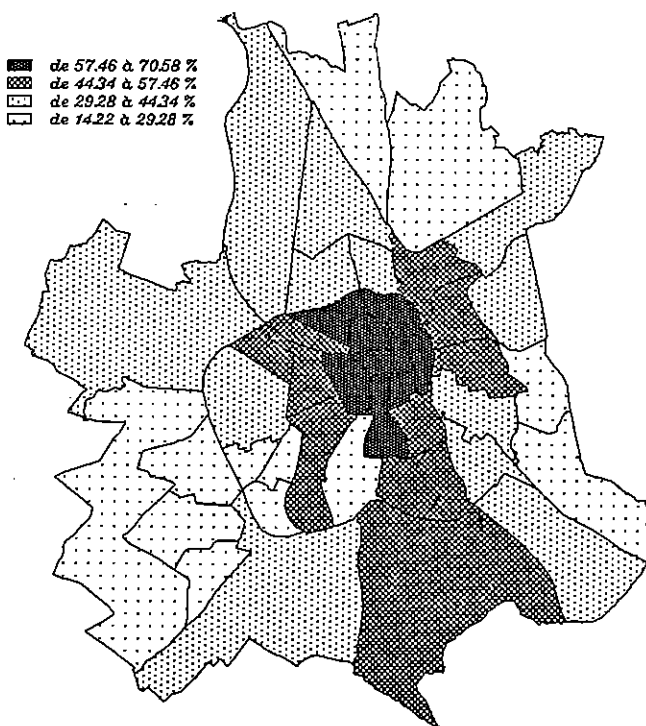 de 57.46 à 70.58 %
de 44.34 à 57.46 %
de 29.28 à 44.34 %
de 14.22 à 29.28 %